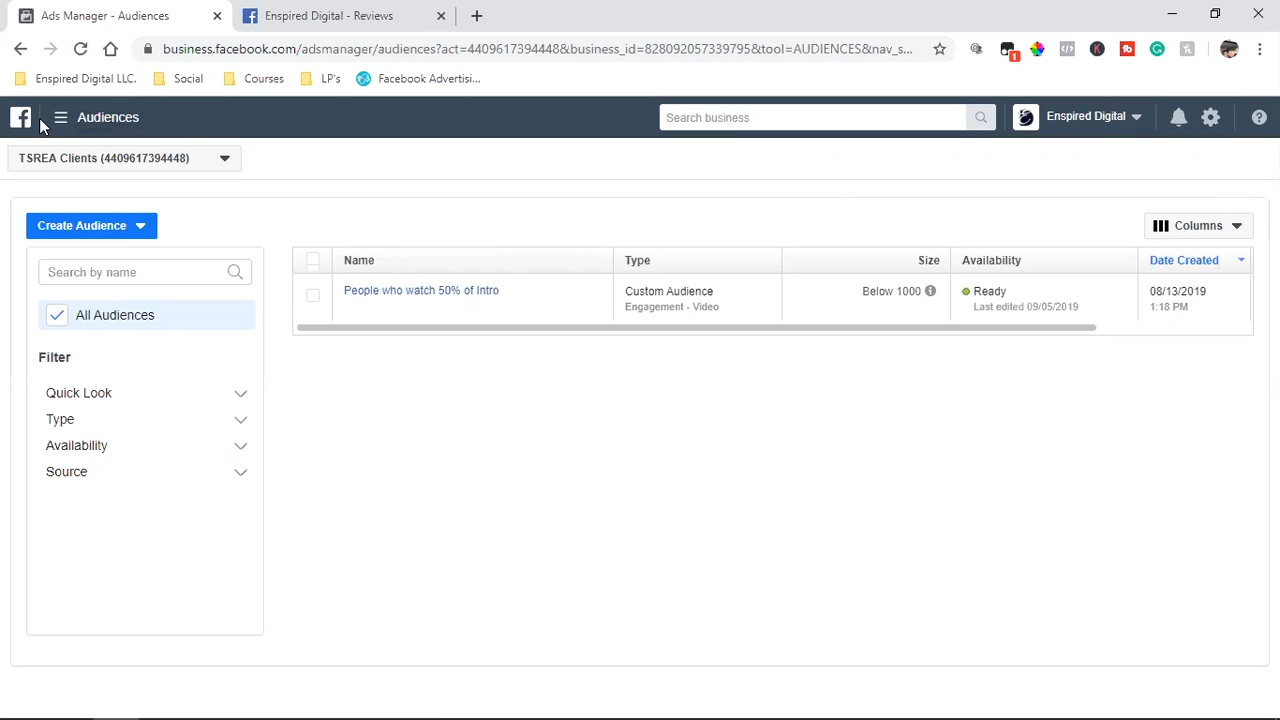 Ads Manager - Audiences
Enspired Digital - Reviews
business.facebook.com/adsmanager/audiences?act=4409617394448&business_id=828092057339795&tool=AUDIENCES&nav_s...
1
Enspired Digital LLC.
Social
Courses
LP's
Facebook Advertisi...
Audiences
Search business
Enspired Digital
TSREA Clients (4409617394448)
Create Audience
Columns
Search by name
All Audiences
Filter
Quick Look
Type
Availability
Source
Name Type Size Availability Date Created
People who watch 50% of Intro Custom Audience Below 1000 Ready 08/13/2019
Engagement - Video Last edited 09/05/2019 1:18 PM